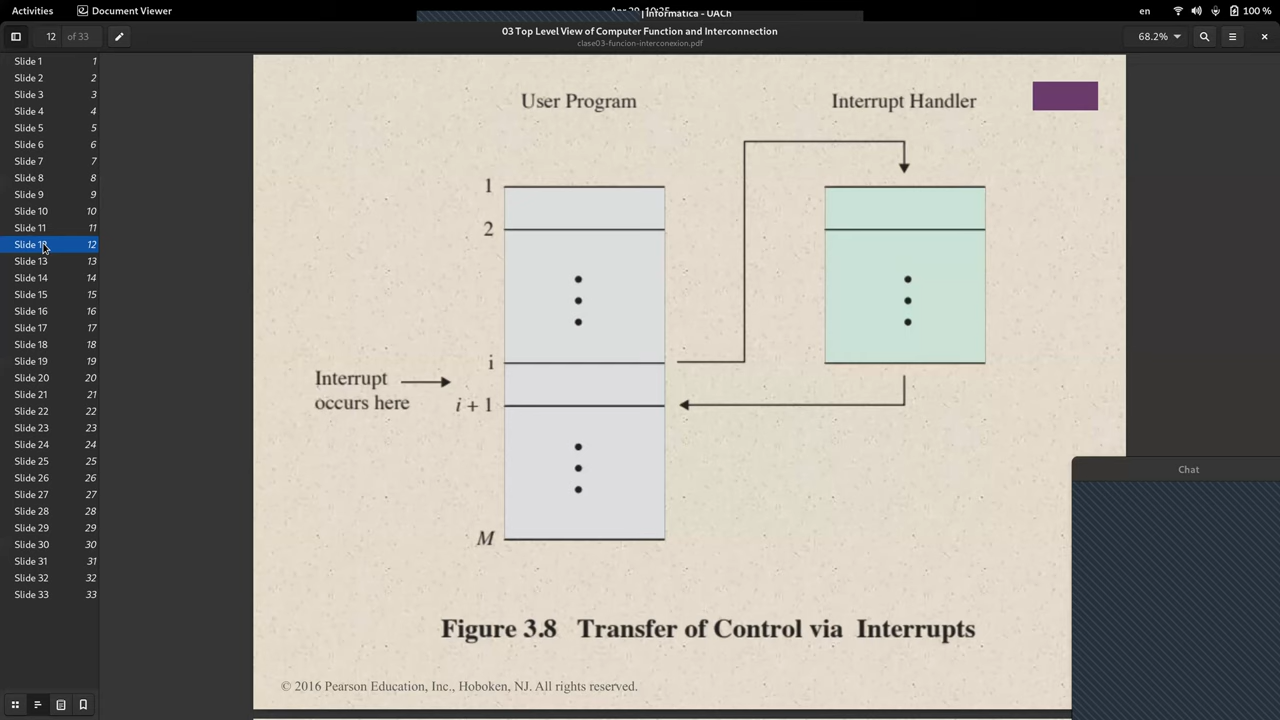 Activities
Document Viewer
| Informatica - UACh
en
100 %
12
of 33
03 Top Level View of Computer Function and Interconnection
clase03-funcion-interconexion.pdf
68.2%
Slide 1 1
Slide 2 2
Slide 3 3
Slide 4 4
Slide 5 5
Slide 6 6
Slide 7 7
Slide 8 8
Slide 9 9
Slide 10 10
Slide 11 11
Slide 12 12
Slide 13 13
Slide 14 14
Slide 15 15
Slide 16 16
Slide 17 17
Slide 18 18
Slide 19 19
Slide 20 20
Slide 21 21
Slide 22 22
Slide 23 23
Slide 24 24
Slide 25 25
Slide 26 26
Slide 27 27
Slide 28 28
Slide 29 29
Slide 30 30
Slide 31 31
Slide 32 32
Slide 33 33
User Program
Interrupt Handler
1
2
i
Interrupt
occurs here
i + 1
M
Figure 3.8 Transfer of Control via Interrupts
© 2016 Pearson Education, Inc., Hoboken, NJ. All rights reserved.
Chat